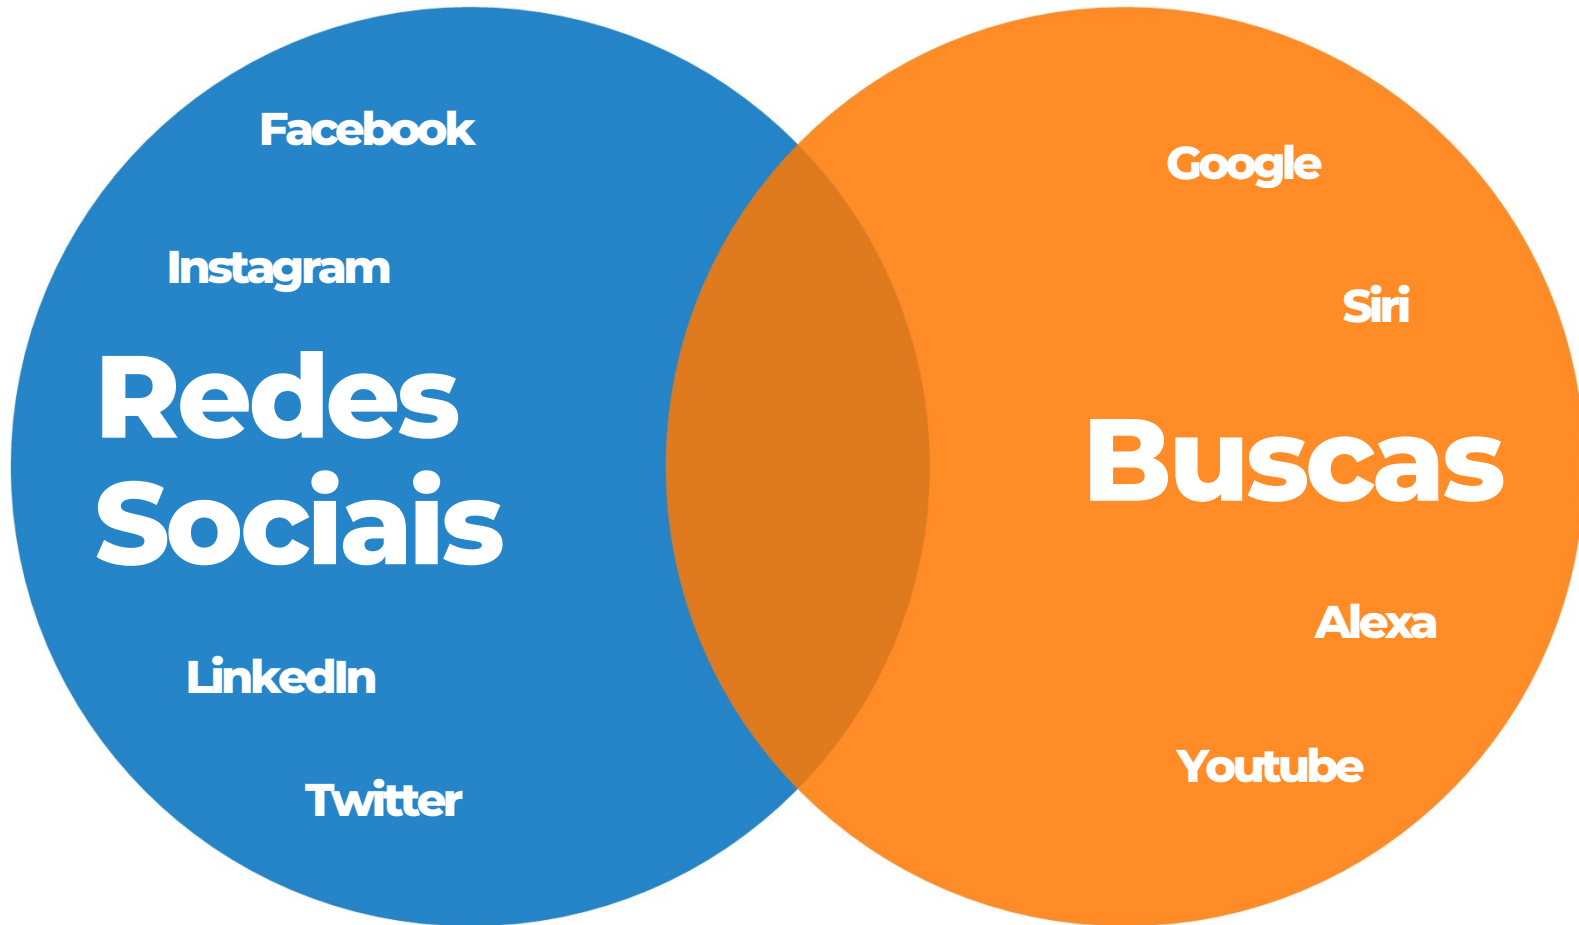 Facebook
Instagram
Redes
Sociais
LinkedIn
Twitter
Google
Siri
Buscas
Alexa
Youtube